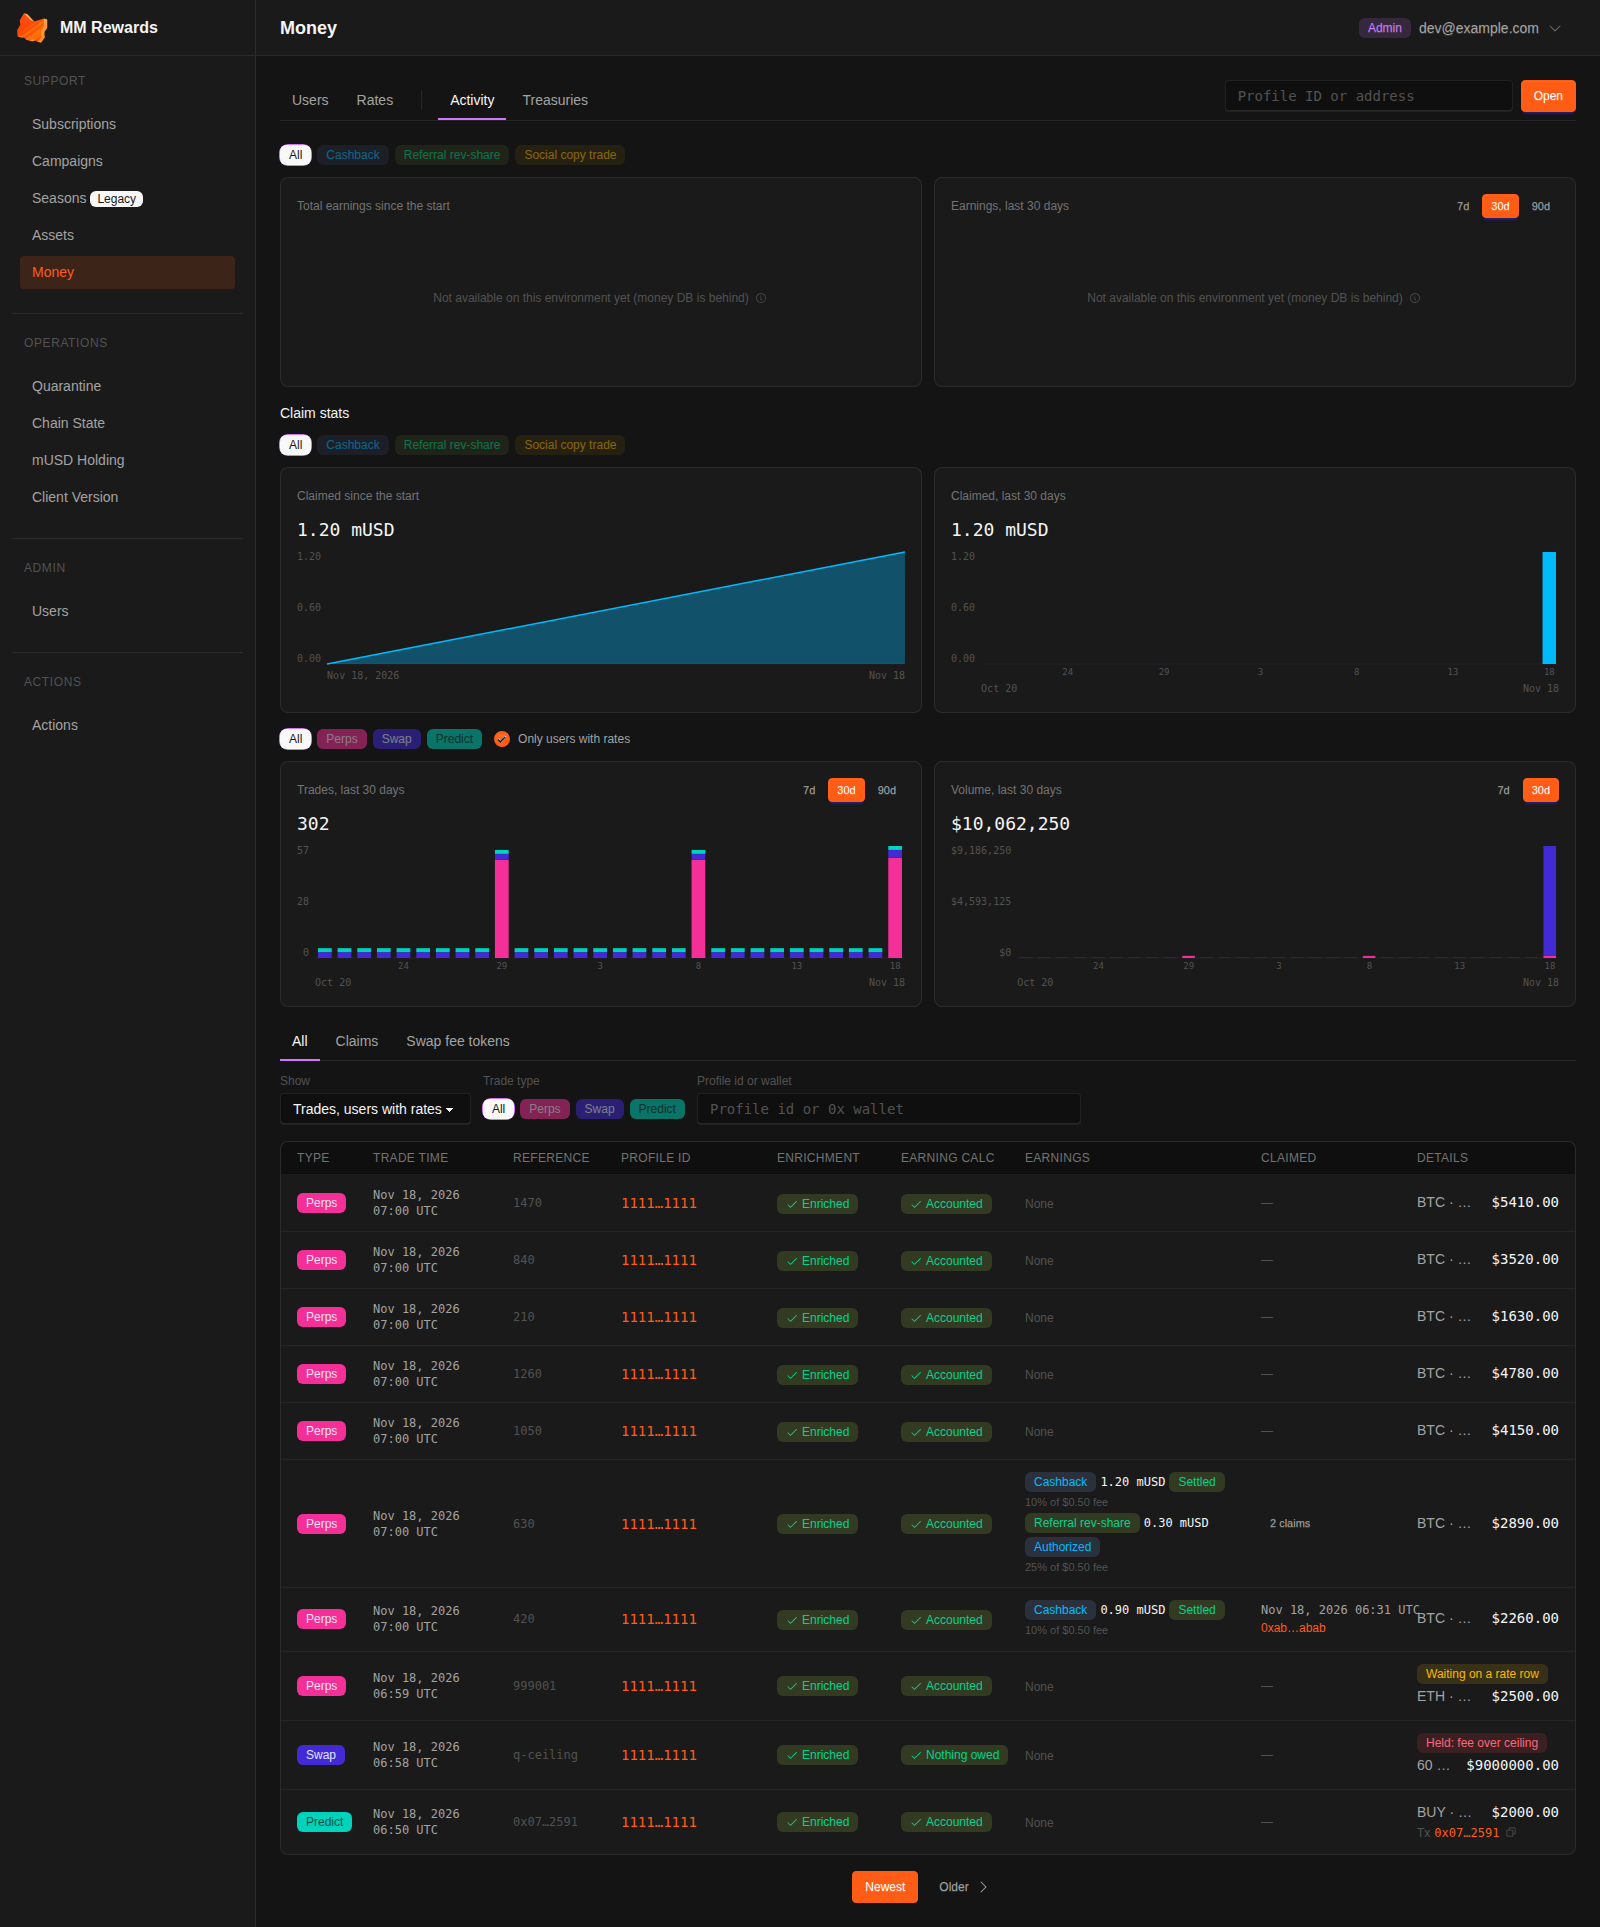 MM Rewards
Money
Admin dev@example.com
SUPPORT
Subscriptions
Campaigns
Seasons Legacy
Assets
Money
OPERATIONS
Quarantine
Chain State
mUSD Holding
Client Version
ADMIN
Users
ACTIONS
Actions
Users Rates Activity Treasuries
Profile ID or address Open
All Cashback Referral rev-share Social copy trade
Total earnings since the start
Not available on this environment yet (money DB is behind)
Earnings, last 30 days 7d 30d 90d
Not available on this environment yet (money DB is behind)
Claim stats
All Cashback Referral rev-share Social copy trade
Claimed since the start
1.20 mUSD
1.20
0.60
0.00
Nov 18, 2026 Nov 18
Claimed, last 30 days
1.20 mUSD
1.20
0.60
0.00
24 29 3 8 13 18
Oct 20 Nov 18
All Perps Swap Predict Only users with rates
Trades, last 30 days 7d 30d 90d
302
57
28
0
24 29 3 8 13 18
Oct 20 Nov 18
Volume, last 30 days 7d 30d
$10,062,250
$9,186,250
$4,593,125
$0
24 29 3 8 13 18
Oct 20 Nov 18
All Claims Swap fee tokens
Show Trade type Profile id or wallet
Trades, users with rates All Perps Swap Predict Profile id or 0x wallet
TYPE TRADE TIME REFERENCE PROFILE ID ENRICHMENT EARNING CALC EARNINGS CLAIMED DETAILS
Perps Nov 18, 2026 07:00 UTC 1470 1111…1111 Enriched Accounted None — BTC · … $5410.00
Perps Nov 18, 2026 07:00 UTC 840 1111…1111 Enriched Accounted None — BTC · … $3520.00
Perps Nov 18, 2026 07:00 UTC 210 1111…1111 Enriched Accounted None — BTC · … $1630.00
Perps Nov 18, 2026 07:00 UTC 1260 1111…1111 Enriched Accounted None — BTC · … $4780.00
Perps Nov 18, 2026 07:00 UTC 1050 1111…1111 Enriched Accounted None — BTC · … $4150.00
Perps Nov 18, 2026 07:00 UTC 630 1111…1111 Enriched Accounted Cashback 1.20 mUSD Settled
10% of $0.50 fee
Referral rev-share 0.30 mUSD
Authorized
25% of $0.50 fee
2 claims BTC · … $2890.00
Perps Nov 18, 2026 07:00 UTC 420 1111…1111 Enriched Accounted Cashback 0.90 mUSD Settled
10% of $0.50 fee
Nov 18, 2026 06:31 UTC
0xab…abab
BTC · … $2260.00
Perps Nov 18, 2026 06:59 UTC 999001 1111…1111 Enriched Accounted None — Waiting on a rate row
ETH · … $2500.00
Swap Nov 18, 2026 06:58 UTC q-ceiling 1111…1111 Enriched Nothing owed None — Held: fee over ceiling
60 … $9000000.00
Predict Nov 18, 2026 06:50 UTC 0x07…2591 1111…1111 Enriched Accounted None — BUY · … $2000.00
Tx 0x07…2591
Newest Older